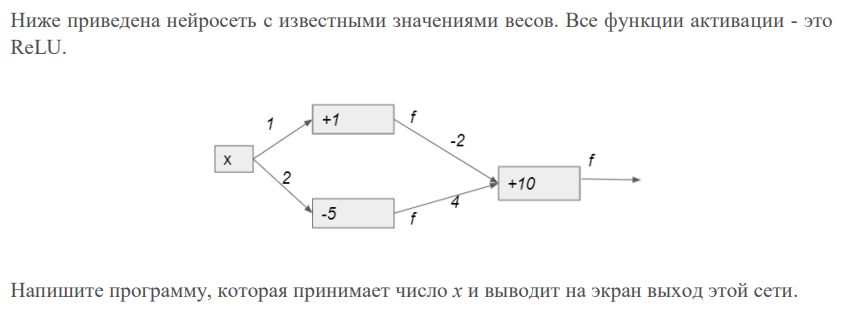 Ниже приведена нейросеть с известными значениями весов. Все функции активации - это
ReLU.
1
+1
f
-2
x
f
+10
2
4
-5
f
Напишите программу, которая принимает число x и выводит на экран выход этой сети.